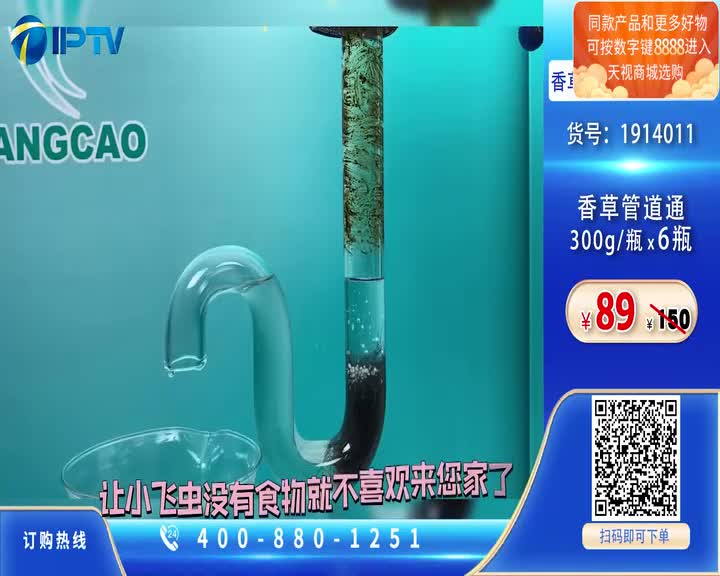 IPTV
ANGCAO
同款产品和更多好物
可按数字键8888进入
天视商城选购
香
货号：1914011
香草管道通
300g/瓶x6瓶
¥89 ¥150
让小飞虫没有食物就不喜欢来您家了
扫码即可下单
订购热线
24
400-880-1251